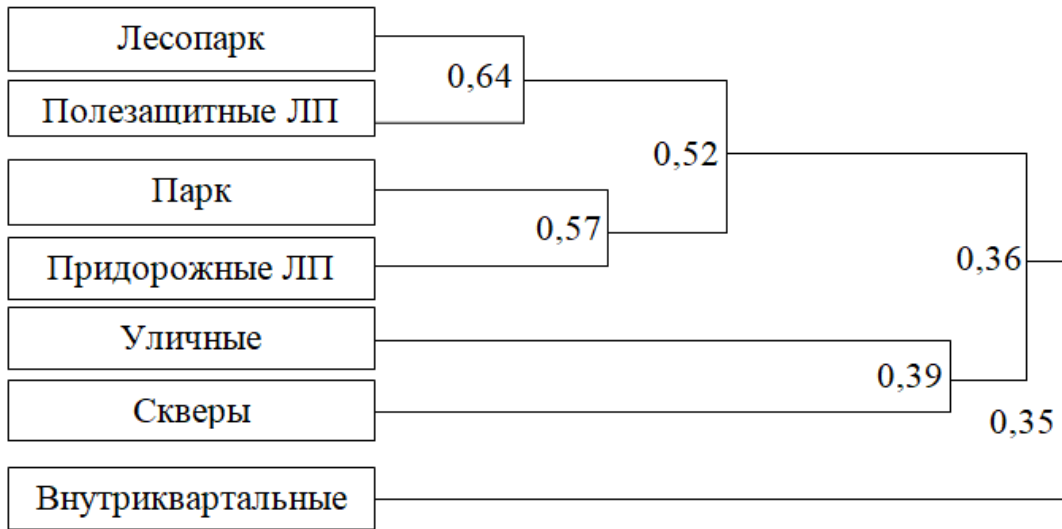 Лесопарк
0,64
Полезащитные ЛП
0,52
Парк
0,57
Придорожные ЛП
0,36
Уличные
0,39
Скверы
0,35
Внутриквартальные